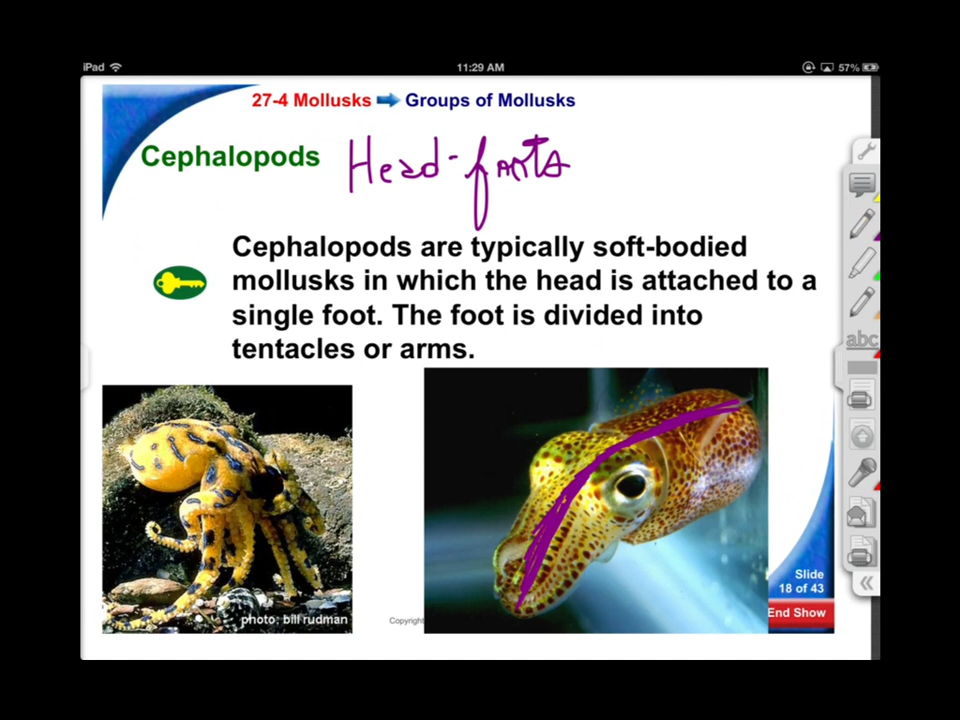 iPad
11:29 AM
57%
27-4 Mollusks Groups of Mollusks
Cephalopods Head-
Cephalopods are typically soft-bodied
mollusks in which the head is attached to a
single foot. The foot is divided into
tentacles or arms.
abc
photo: bill rudman
Copyright
Slide
18 of 43
End Show